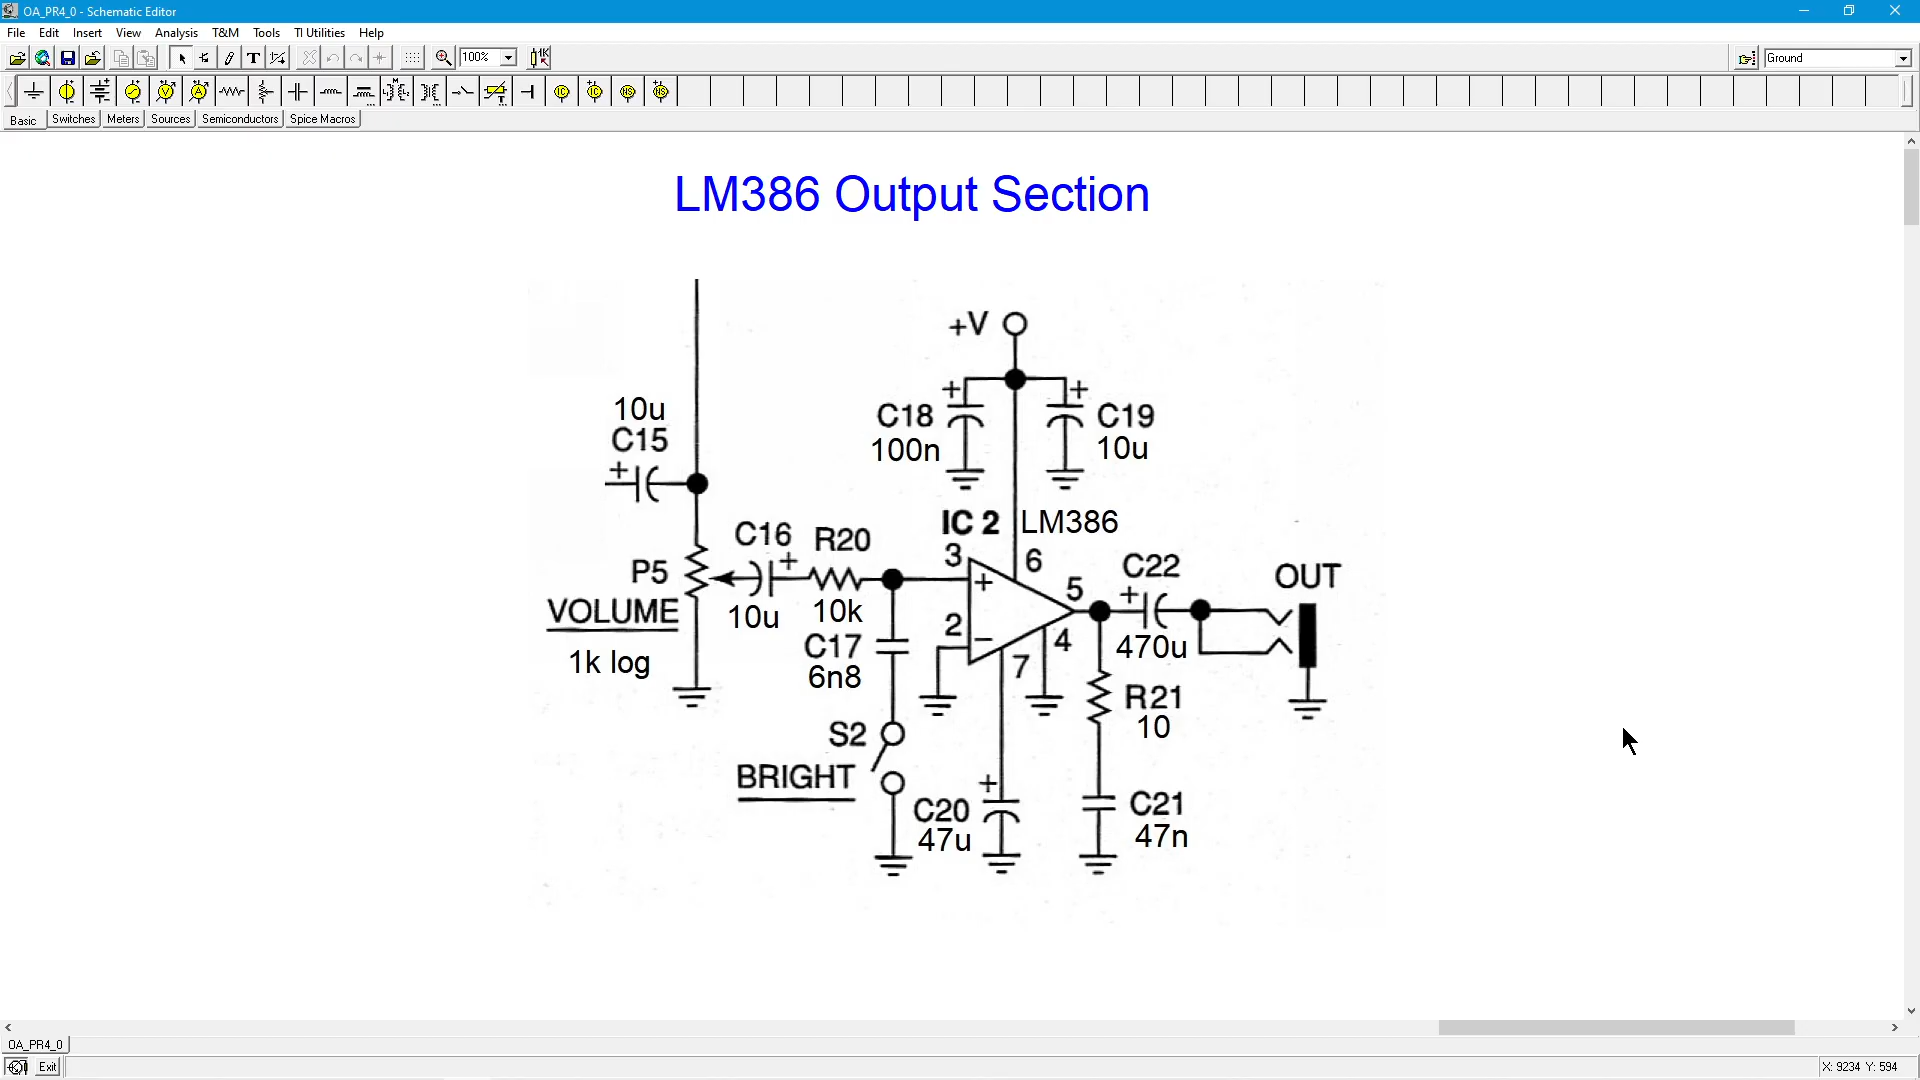 OA_PR4_0 - Schematic Editor
File Edit Insert View Analysis T&M Tools TI Utilities Help
T 100% 1K Ground
Basic Switches Meters Sources Semiconductors Spice Macros
LM386 Output Section
+V
10u
C15
+
+
C18
100n
+
C19
10u
IC 2 LM386
P5
VOLUME
1k log
C16
+
10u
R20
10k
3
+
6
2
−
7
4
5
C17
6n8
C22
+
470u
OUT
R21
10
S2
BRIGHT
C20
+
47u
C21
47n
OA_PR4_0
Exit
X: 9234 Y: 594